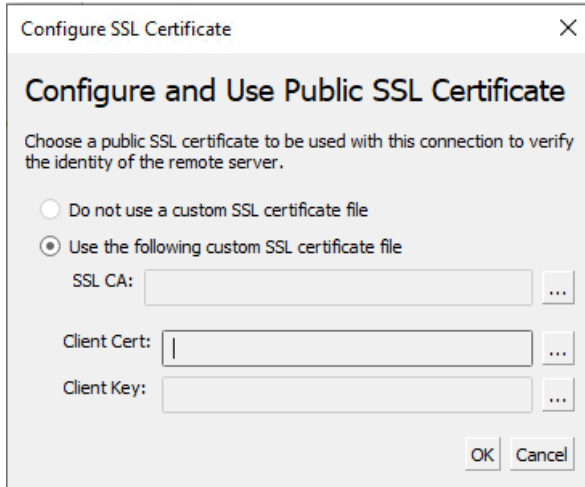 Configure SSL Certificate
Configure and Use Public SSL Certificate
Choose a public SSL certificate to be used with this connection to verify
the identity of the remote server.
Do not use a custom SSL certificate file
Use the following custom SSL certificate file
SSL CA: ...
Client Cert: ...
Client Key: ...
OK Cancel